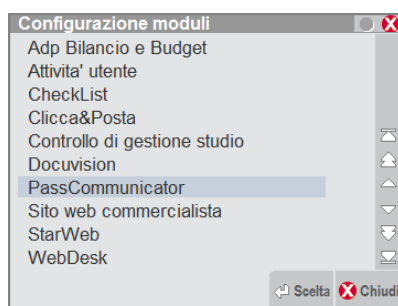 Configurazione moduli
Adp Bilancio e Budget
Attivita' utente
CheckList
Clicca&Posta
Controllo di gestione studio
Docuvision
PassCommunicator
Sito web commercialista
StarWeb
WebDesk
Scelta Chiudi